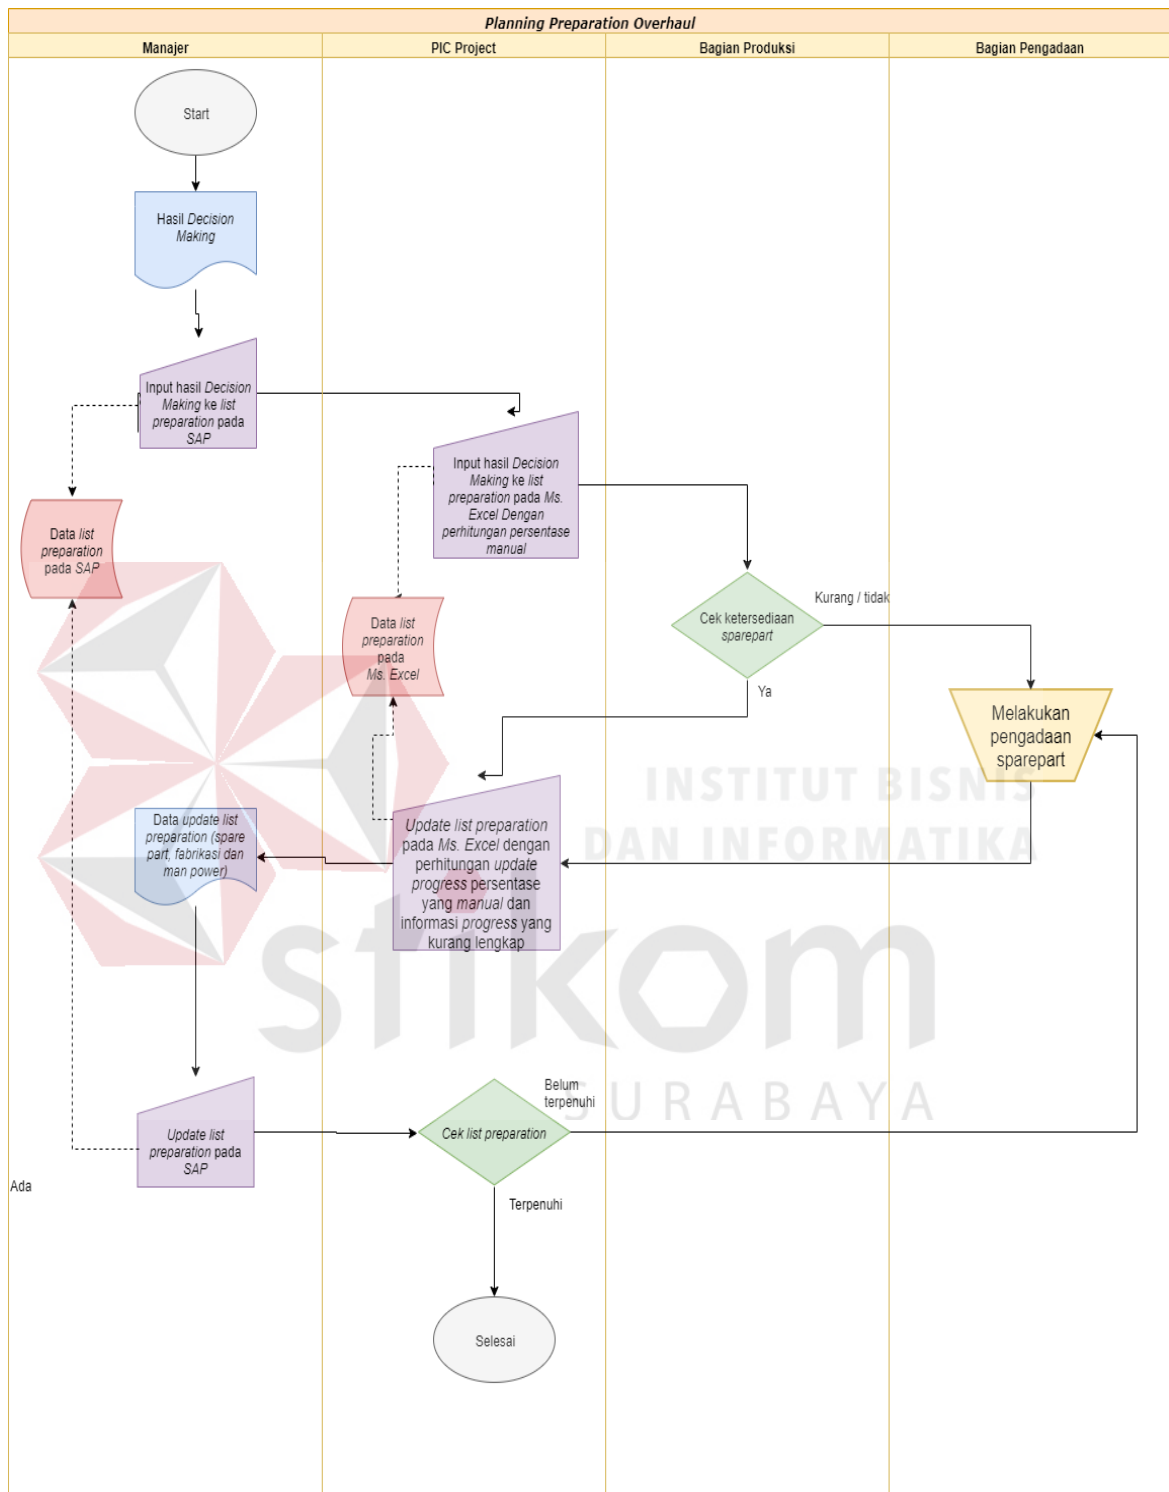 Planning Preparation Overhaul
Manajer
PIC Project
Bagian Produksi
Bagian Pengadaan
Start
Hasil Decision
Making
Input hasil Decision
Making ke list
preparation pada
SAP
Input hasil Decision
Making ke list
preparation pada Ms.
Excel Dengan
perhitungan persentase
manual
Data list
preparation
pada SAP
Data list
preparation
pada
Ms. Excel
Cek ketersediaan
sparepart
Kurang / tidak
Ya
Melakukan
pengadaan
sparepart
INSTITUT BISNIS
DAN INFORMATIKA
Data update list
preparation (spare
part, fabrikasi dan
man power)
Update list preparation
pada Ms. Excel dengan
perhitungan update
progress persentase
yang manual dan
informasi progress yang
kurang lengkap
stikom
SURABAYA
Update list
preparation pada
SAP
Cek list preparation
Belum
terpenuhi
Ada
Terpenuhi
Selesai